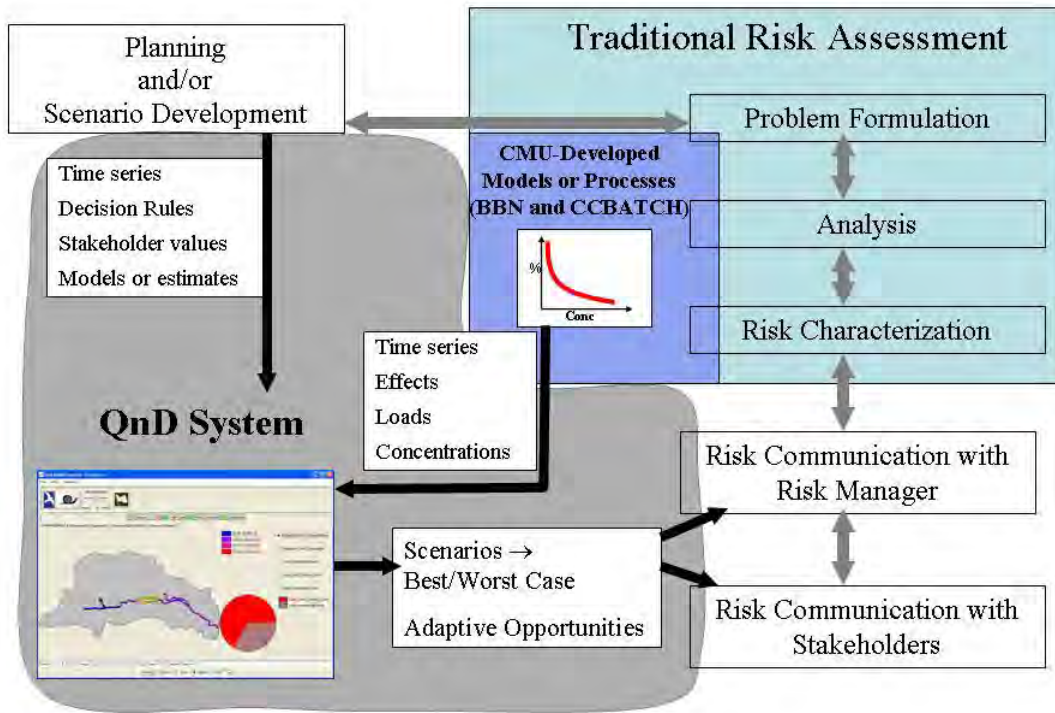 Planning
and/or
Scenario Development
Traditional Risk Assessment
Problem Formulation
CMU-Developed
Models or Processes
(BBN and CCBATCH)
%
Conc
Analysis
Risk Characterization
Time series
Decision Rules
Stakeholder values
Models or estimates
Time series
Effects
Loads
Concentrations
QnD System
Scenarios →
Best/Worst Case
Adaptive Opportunities
Risk Communication with
Risk Manager
Risk Communication with
Stakeholders